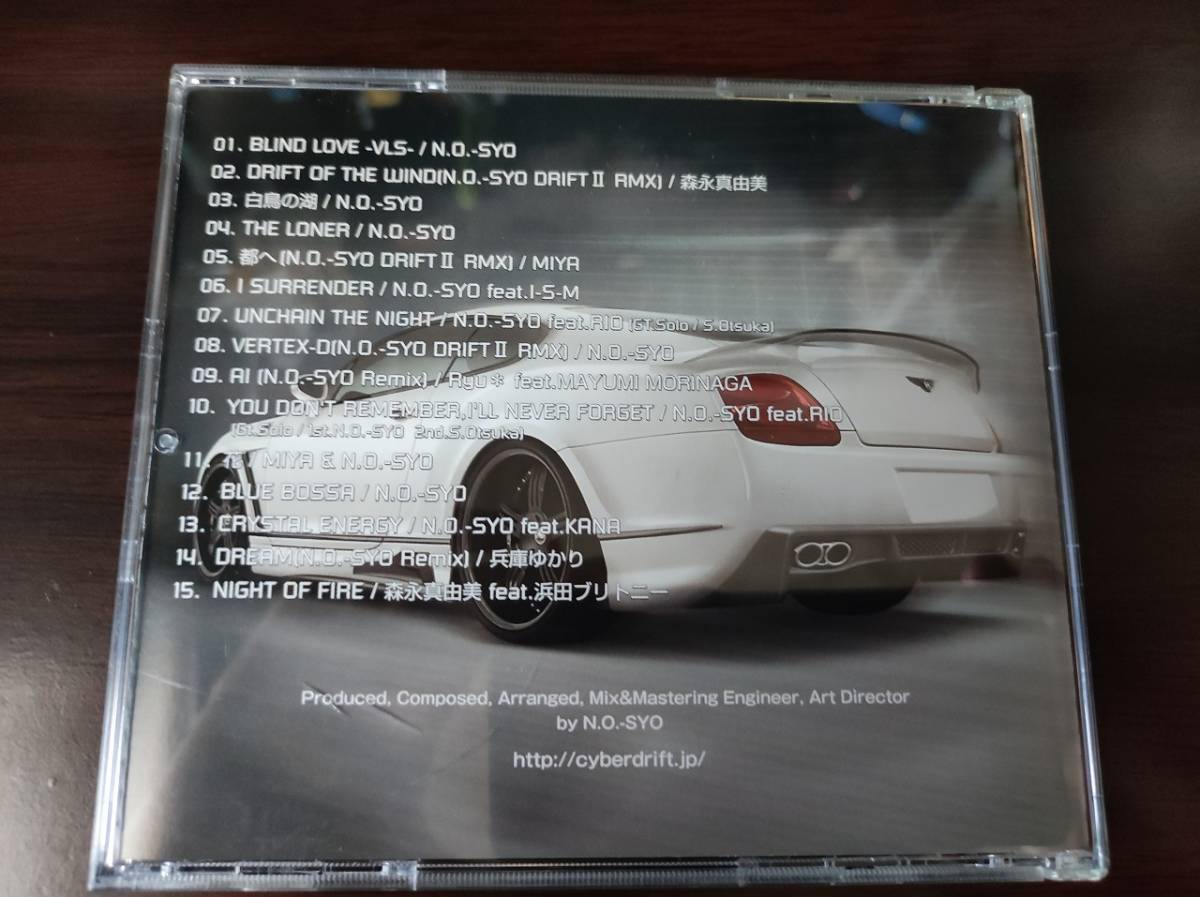 01. BLIND LOVE -VLS- / N.O.-SYO
02. DRIFT OF THE WIND(N.O.-SYO DRIFTⅡ RMX) / 森永真由美
03. 白鳥の湖 / N.O.-SYO
04. THE LONER / N.O.-SYO
05. 都へ(N.O.-SYO DRIFTⅡ RMX) / MIYA
06. I SURRENDER / N.O.-SYO feat.I-S-M
07. UNCHAIN THE NIGHT / N.O.-SYO feat.RIO (GT.Solo / S.Otsuka)
08. VERTEX-D(N.O.-SYO DRIFTⅡ RMX) / N.O.-SYO
09. AI (N.O.-SYO Remix) / Ryu＊ feat.MAYUMI MORINAGA
10. YOU DON'T REMEMBER,I'LL NEVER FORGET / N.O.-SYO feat.RIO
(Gt.Solo / 1st.N.O.-SYO 2nd.S.Otsuka)
11. / MIYA & N.O.-SYO
12. BLUE BOSSA / N.O.-SYO
13. CRYSTAL ENERGY / N.O.-SYO feat.KANA
14. DREAM(N.O.-SYO Remix) / 兵庫ゆかり
15. NIGHT OF FIRE / 森永真由美 feat.浜田ブリトニー
Produced, Composed, Arranged, Mix&Mastering Engineer, Art Director
by N.O.-SYO
http://cyberdrift.jp/